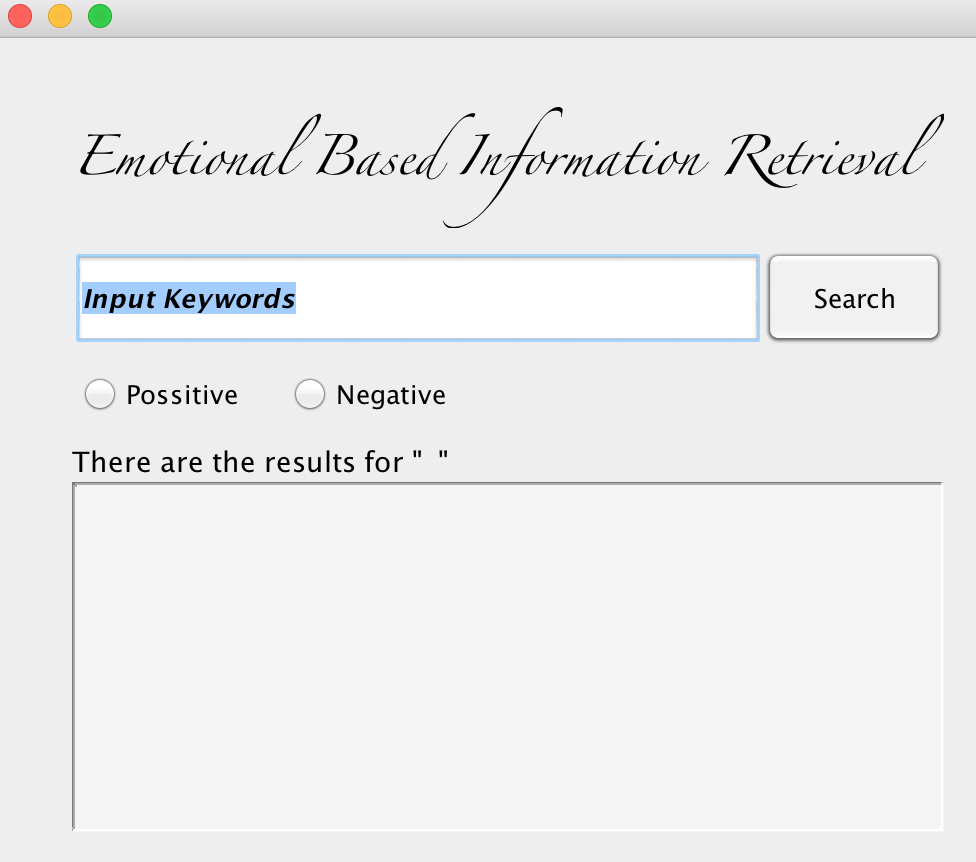 Emotional Based Information Retrieval
Input Keywords
Search
Possitive
Negative
There are the results for "  "